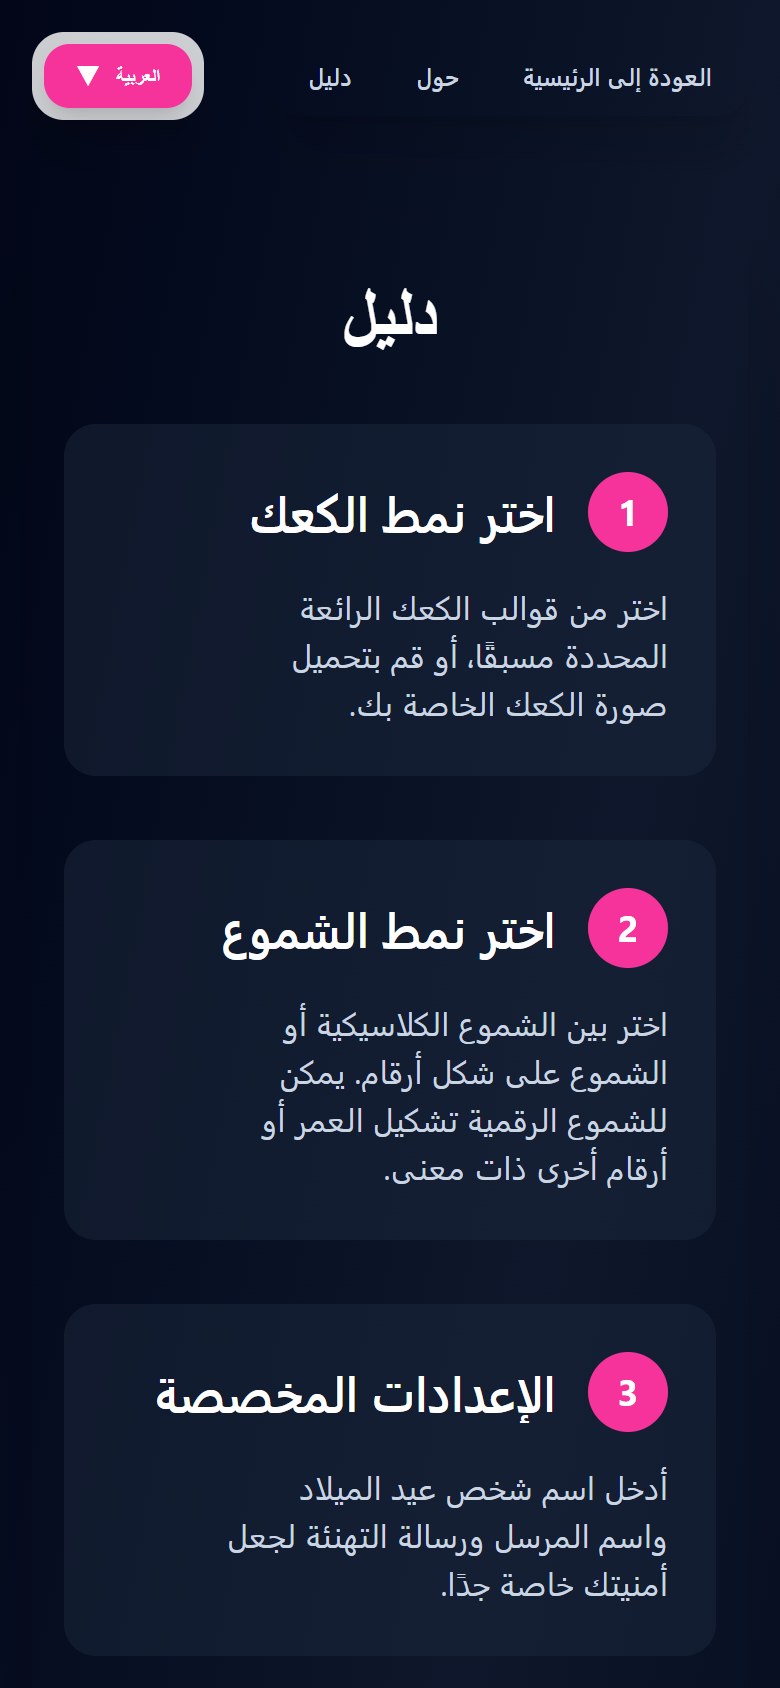 العودة إلى الرئيسية
حول
دليل
العربية
دليل
1
اختر نمط الكعك
اختر من قوالب الكعك الرائعة
المحددة مسبقًا، أو قم بتحميل
صورة الكعك الخاصة بك.
2
اختر نمط الشموع
اختر بين الشموع الكلاسيكية أو
الشموع على شكل أرقام. يمكن
للشموع الرقمية تشكيل العمر أو
أرقام أخرى ذات معنى.
3
الإعدادات المخصصة
أدخل اسم شخص عيد الميلاد
واسم المرسل ورسالة التهنئة لجعل
أمنيتك خاصة جدًا.